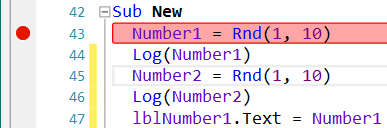 42 Sub New
43 Number1 = Rnd(1, 10)
44 Log(Number1)
45 Number2 = Rnd(1, 10)
46 Log(Number2)
47 lblNumber1.Text = Number1